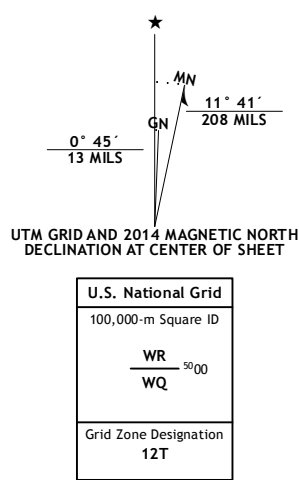 ★
MN
GN
11° 41´
208 MILS
0° 45´
13 MILS
UTM GRID AND 2014 MAGNETIC NORTH
DECLINATION AT CENTER OF SHEET
U.S. National Grid
100,000-m Square ID
WR
5000
WQ
Grid Zone Designation
12T